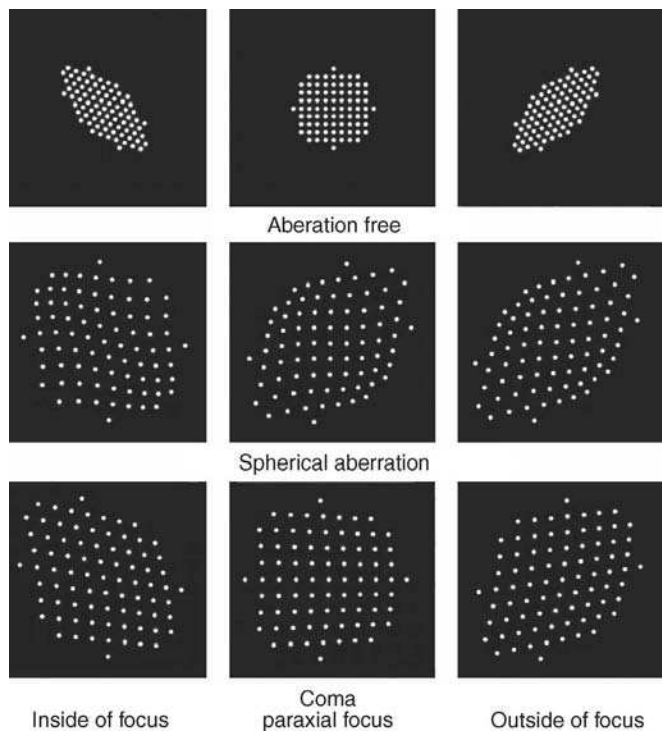 Aberation free
Spherical aberration
Coma
Inside of focus
paraxial focus
Outside of focus